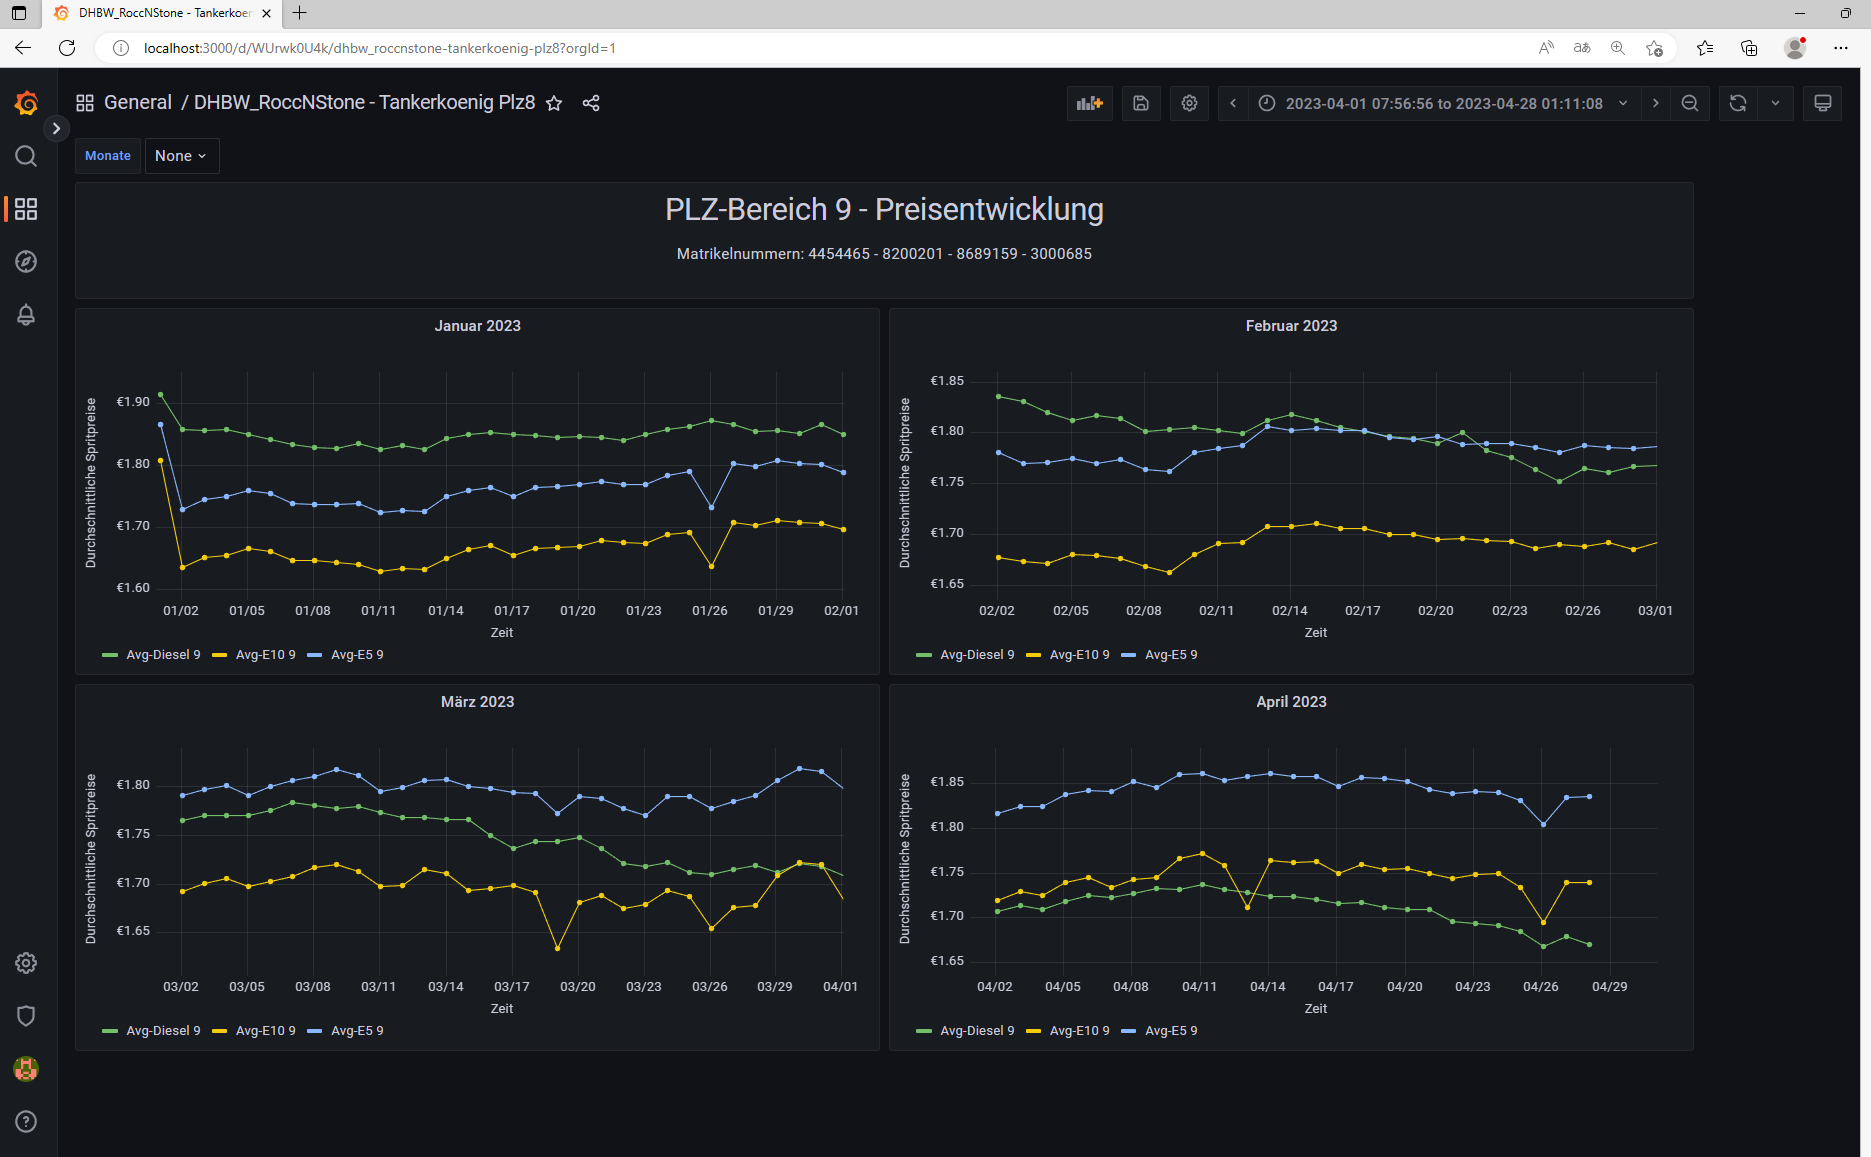 DHBW_RoccNStone - Tankerkoen
localhost:3000/d/WUrwk0U4k/dhbw_roccnstone-tankerkoenig-plz8?orgId=1
General / DHBW_RoccNStone - Tankerkoenig Plz8
2023-04-01 07:56:56 to 2023-04-28 01:11:08
Monate None
PLZ-Bereich 9 - Preisentwicklung
Matrikelnummern: 4454465 - 8200201 - 8689159 - 3000685
Januar 2023
Durchschnittliche Spritpreise
€1.90
€1.80
€1.70
€1.60
01/02 01/05 01/08 01/11 01/14 01/17 01/20 01/23 01/26 01/29 02/01
Zeit
Avg-Diesel 9 Avg-E10 9 Avg-E5 9
Februar 2023
Durchschnittliche Spritpreise
€1.85
€1.80
€1.75
€1.70
€1.65
02/02 02/05 02/08 02/11 02/14 02/17 02/20 02/23 02/26 03/01
Zeit
Avg-Diesel 9 Avg-E10 9 Avg-E5 9
März 2023
Durchschnittliche Spritpreise
€1.80
€1.75
€1.70
€1.65
03/02 03/05 03/08 03/11 03/14 03/17 03/20 03/23 03/26 03/29 04/01
Zeit
Avg-Diesel 9 Avg-E10 9 Avg-E5 9
April 2023
Durchschnittliche Spritpreise
€1.85
€1.80
€1.75
€1.70
€1.65
04/02 04/05 04/08 04/11 04/14 04/17 04/20 04/23 04/26 04/29
Zeit
Avg-Diesel 9 Avg-E10 9 Avg-E5 9